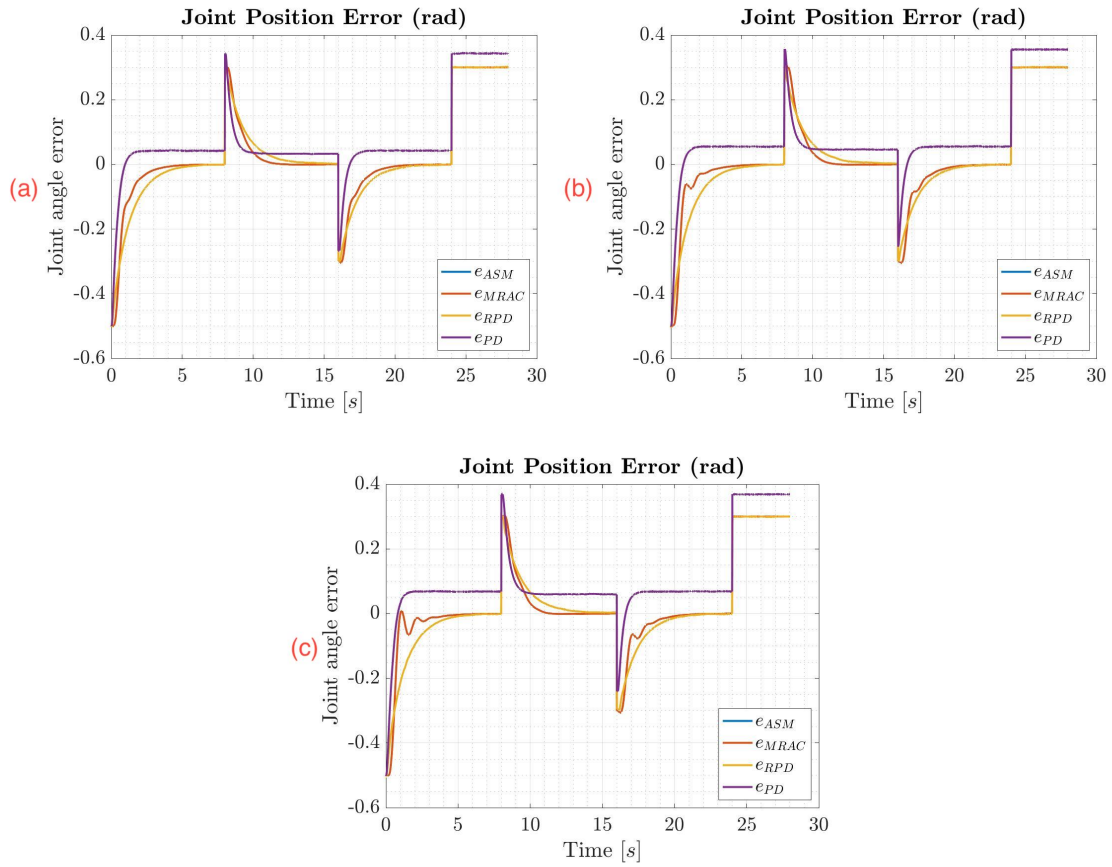 Joint Position Error (rad)
0.4
0.2
0
-0.2
-0.4
-0.6
0
5
10
15
20
25
30
Joint angle error
Time [s]
(a)
e_ASM
e_MRAC
e_RPD
e_PD
Joint Position Error (rad)
0.4
0.2
0
-0.2
-0.4
-0.6
0
5
10
15
20
25
30
Joint angle error
Time [s]
(b)
e_ASM
e_MRAC
e_RPD
e_PD
Joint Position Error (rad)
0.4
0.2
0
-0.2
-0.4
-0.6
0
5
10
15
20
25
30
Joint angle error
Time [s]
(c)
e_ASM
e_MRAC
e_RPD
e_PD